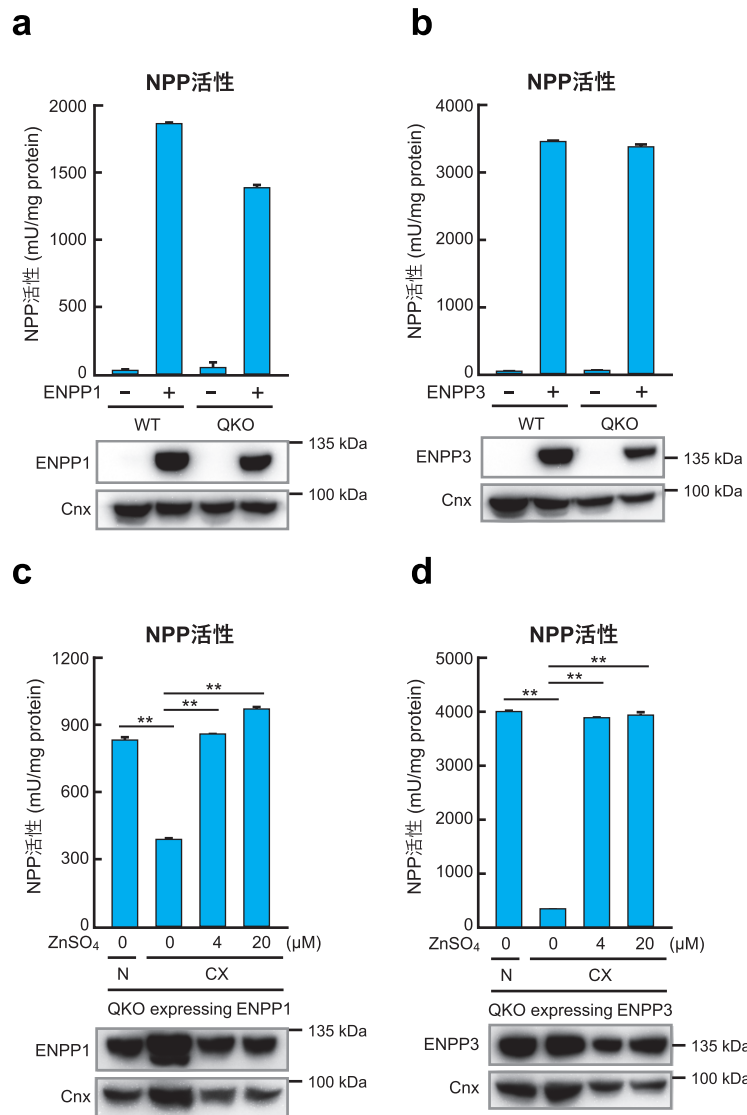 a
NPP活性
NPP活性 (mU/mg protein)
2000
1500
1000
500
0
ENPP1 − + − +
WT QKO
ENPP1
135 kDa
Cnx
100 kDa
b
NPP活性
NPP活性 (mU/mg protein)
4000
3000
2000
1000
0
ENPP3 − + − +
WT QKO
ENPP3
135 kDa
Cnx
100 kDa
c
NPP活性
NPP活性 (mU/mg protein)
1200
900
600
300
0
** ** **
ZnSO₄ 0 0 4 20 (μM)
N CX
QKO expressing ENPP1
ENPP1
135 kDa
Cnx
100 kDa
d
NPP活性
NPP活性 (mU/mg protein)
5000
4000
3000
2000
1000
0
** ** **
ZnSO₄ 0 0 4 20 (μM)
N CX
QKO expressing ENPP3
ENPP3
135 kDa
Cnx
100 kDa